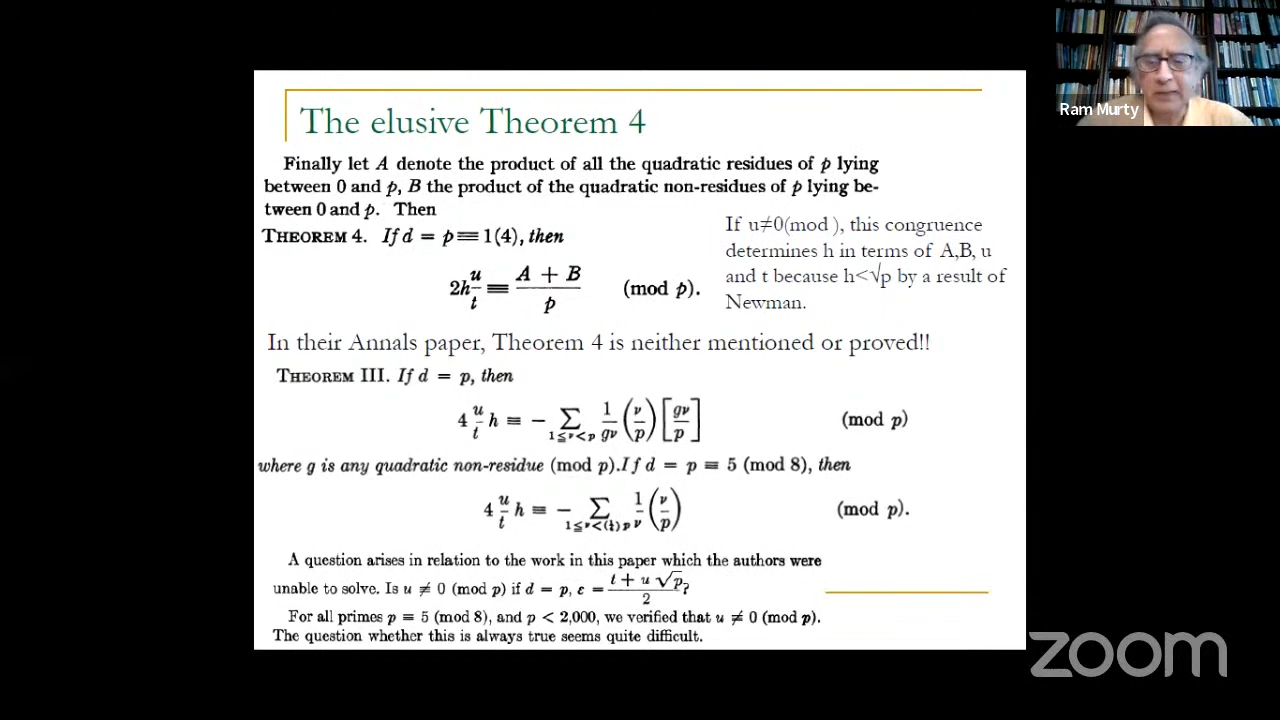 Ram Murty
The elusive Theorem 4
Finally let A denote the product of all the quadratic residues of p lying
between 0 and p, B the product of the quadratic non-residues of p lying be-
tween 0 and p. Then
THEOREM 4. If d = p ≡ 1(4), then
2h u/t ≡ (A + B)/p (mod p).
If u≠0(mod ), this congruence
determines h in terms of A,B, u
and t because h<√p by a result of
Newman.
In their Annals paper, Theorem 4 is neither mentioned or proved!!
THEOREM III. If d = p, then
4 u/t h ≡ − ∑_{1≦ν<p} 1/gν (ν/p) [gν/p] (mod p)
where g is any quadratic non-residue (mod p). If d = p ≡ 5 (mod 8), then
4 u/t h ≡ − ∑_{1≦ν<(¼)p} 1/ν (ν/p) (mod p).
A question arises in relation to the work in this paper which the authors were
unable to solve. Is u ≢ 0 (mod p) if d = p, ε = (t + u √p)/2?
For all primes p ≡ 5 (mod 8), and p < 2,000, we verified that u ≢ 0 (mod p).
The question whether this is always true seems quite difficult.
zoom